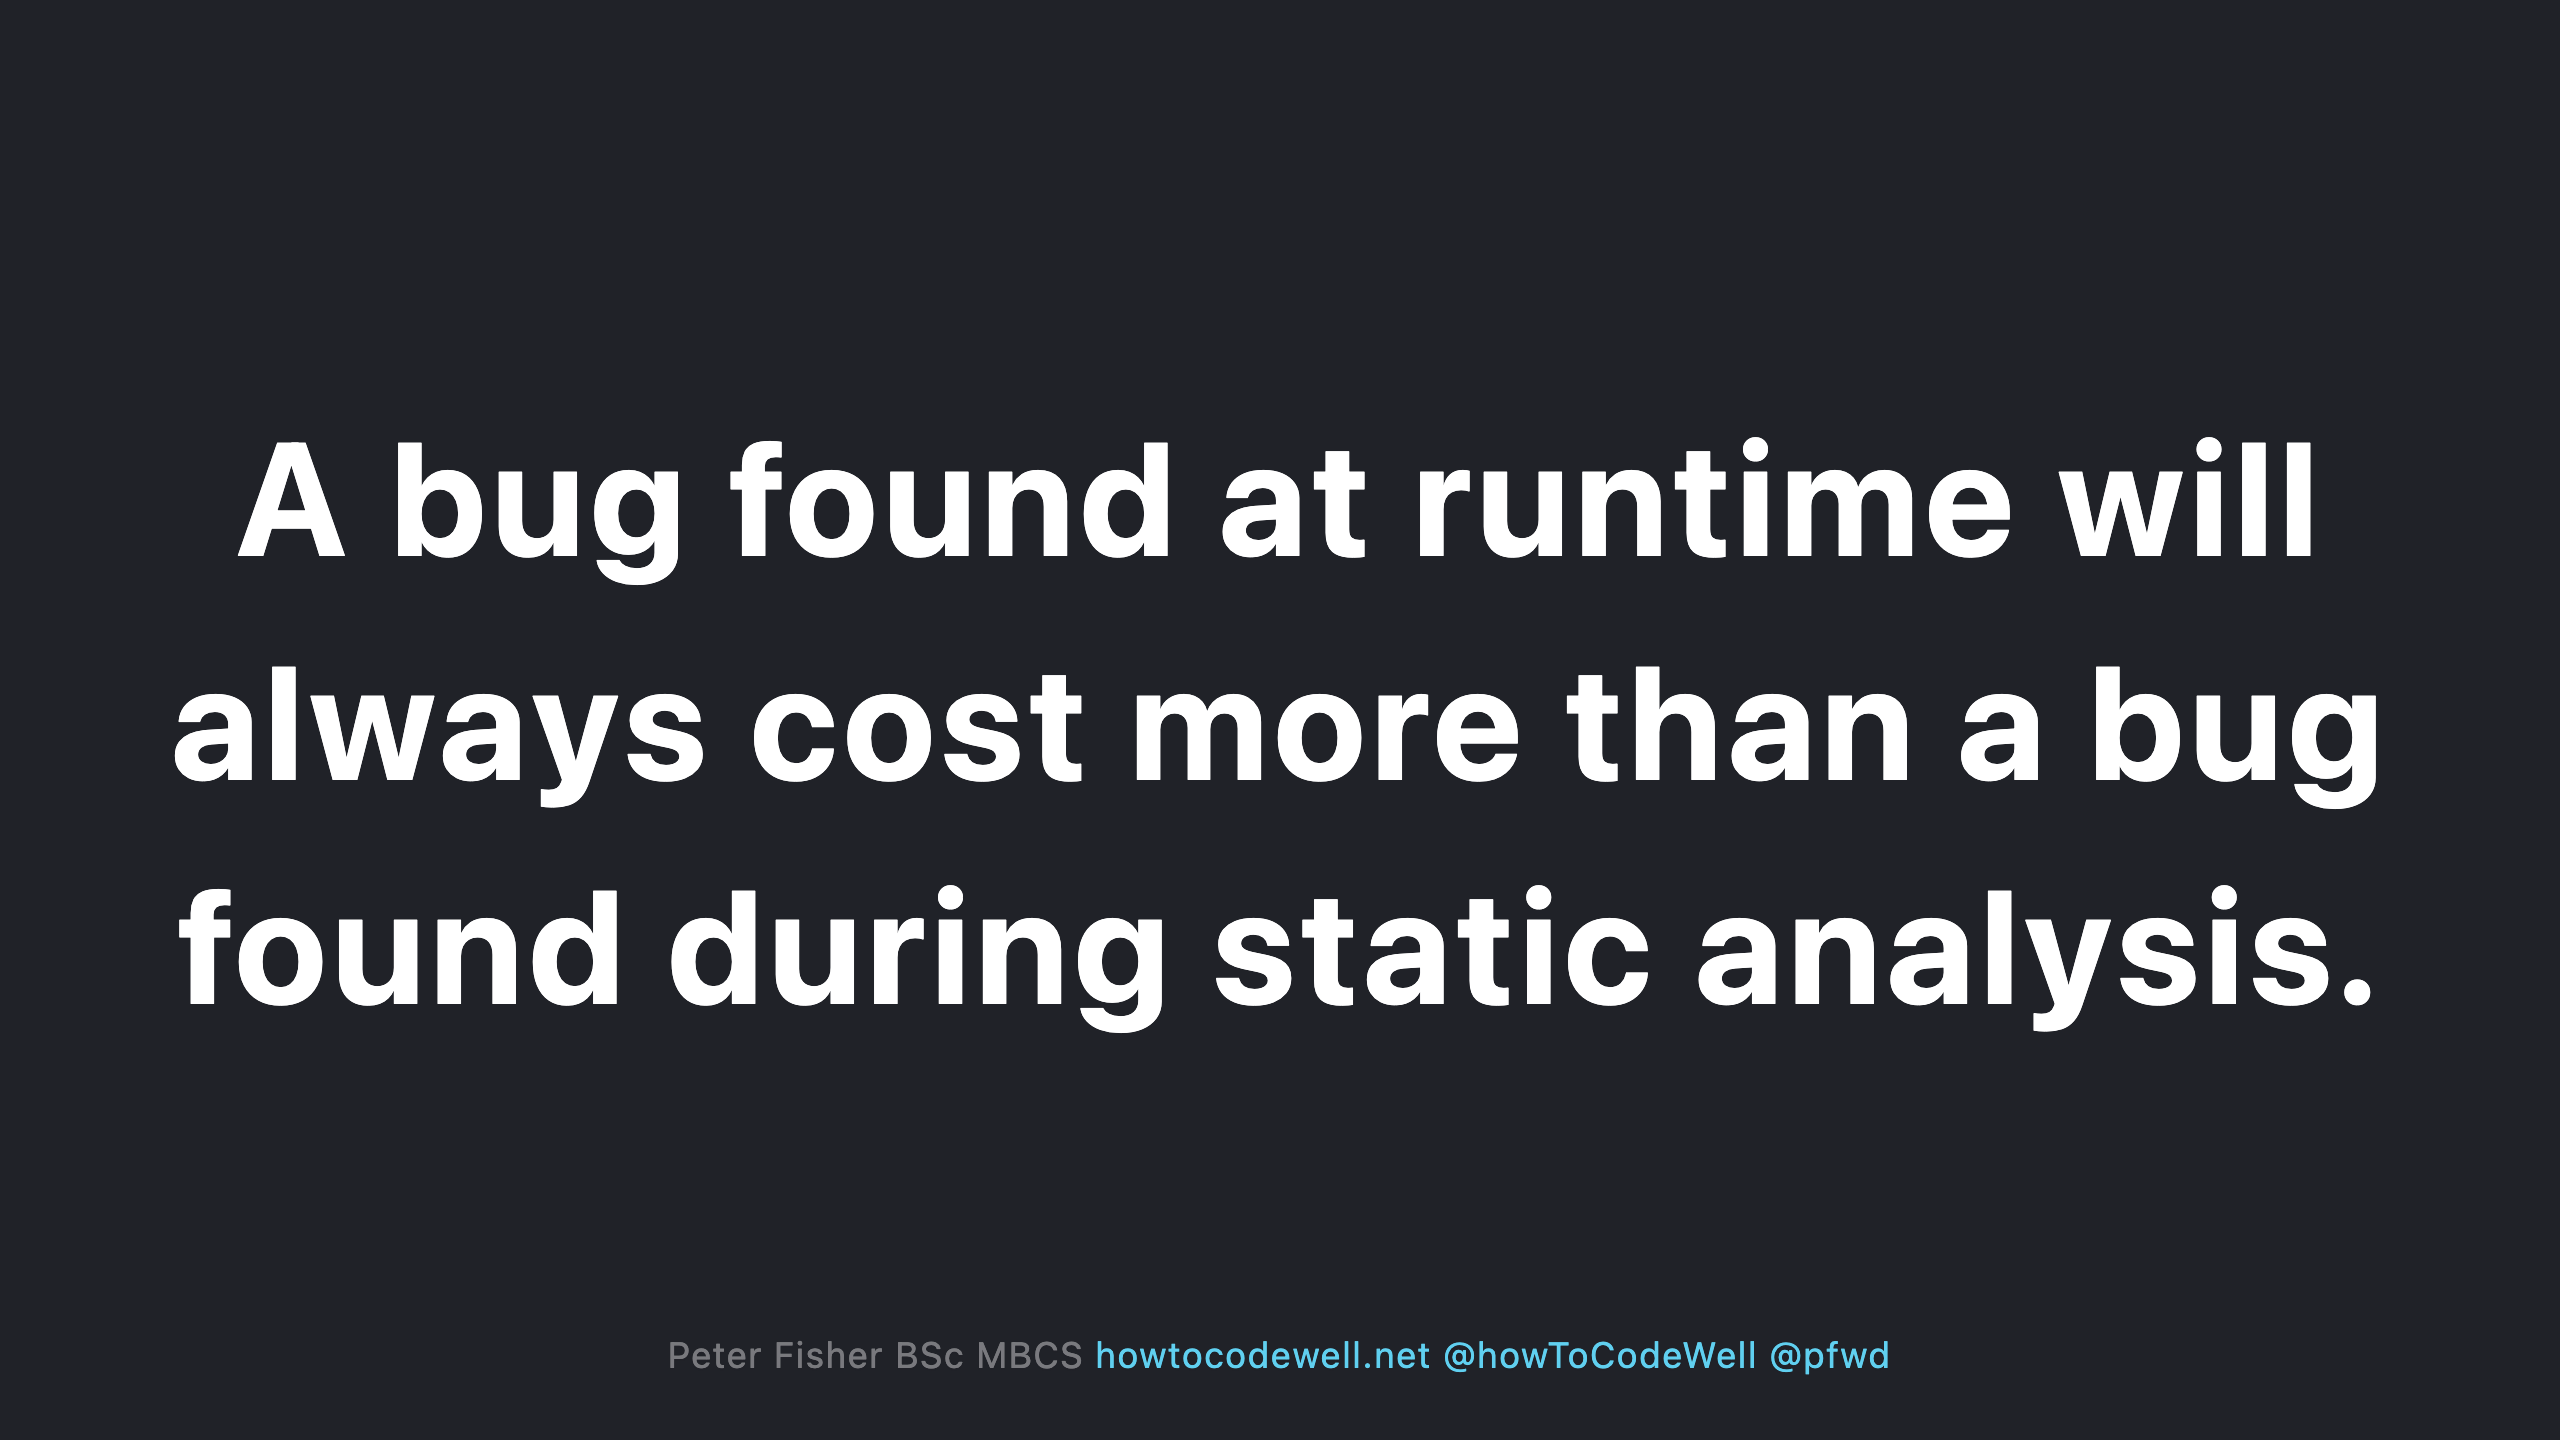 A bug found at runtime will
always cost more than a bug
found during static analysis.
Peter Fisher BSc MBCS howtocodewell.net @howToCodeWell @pfwd